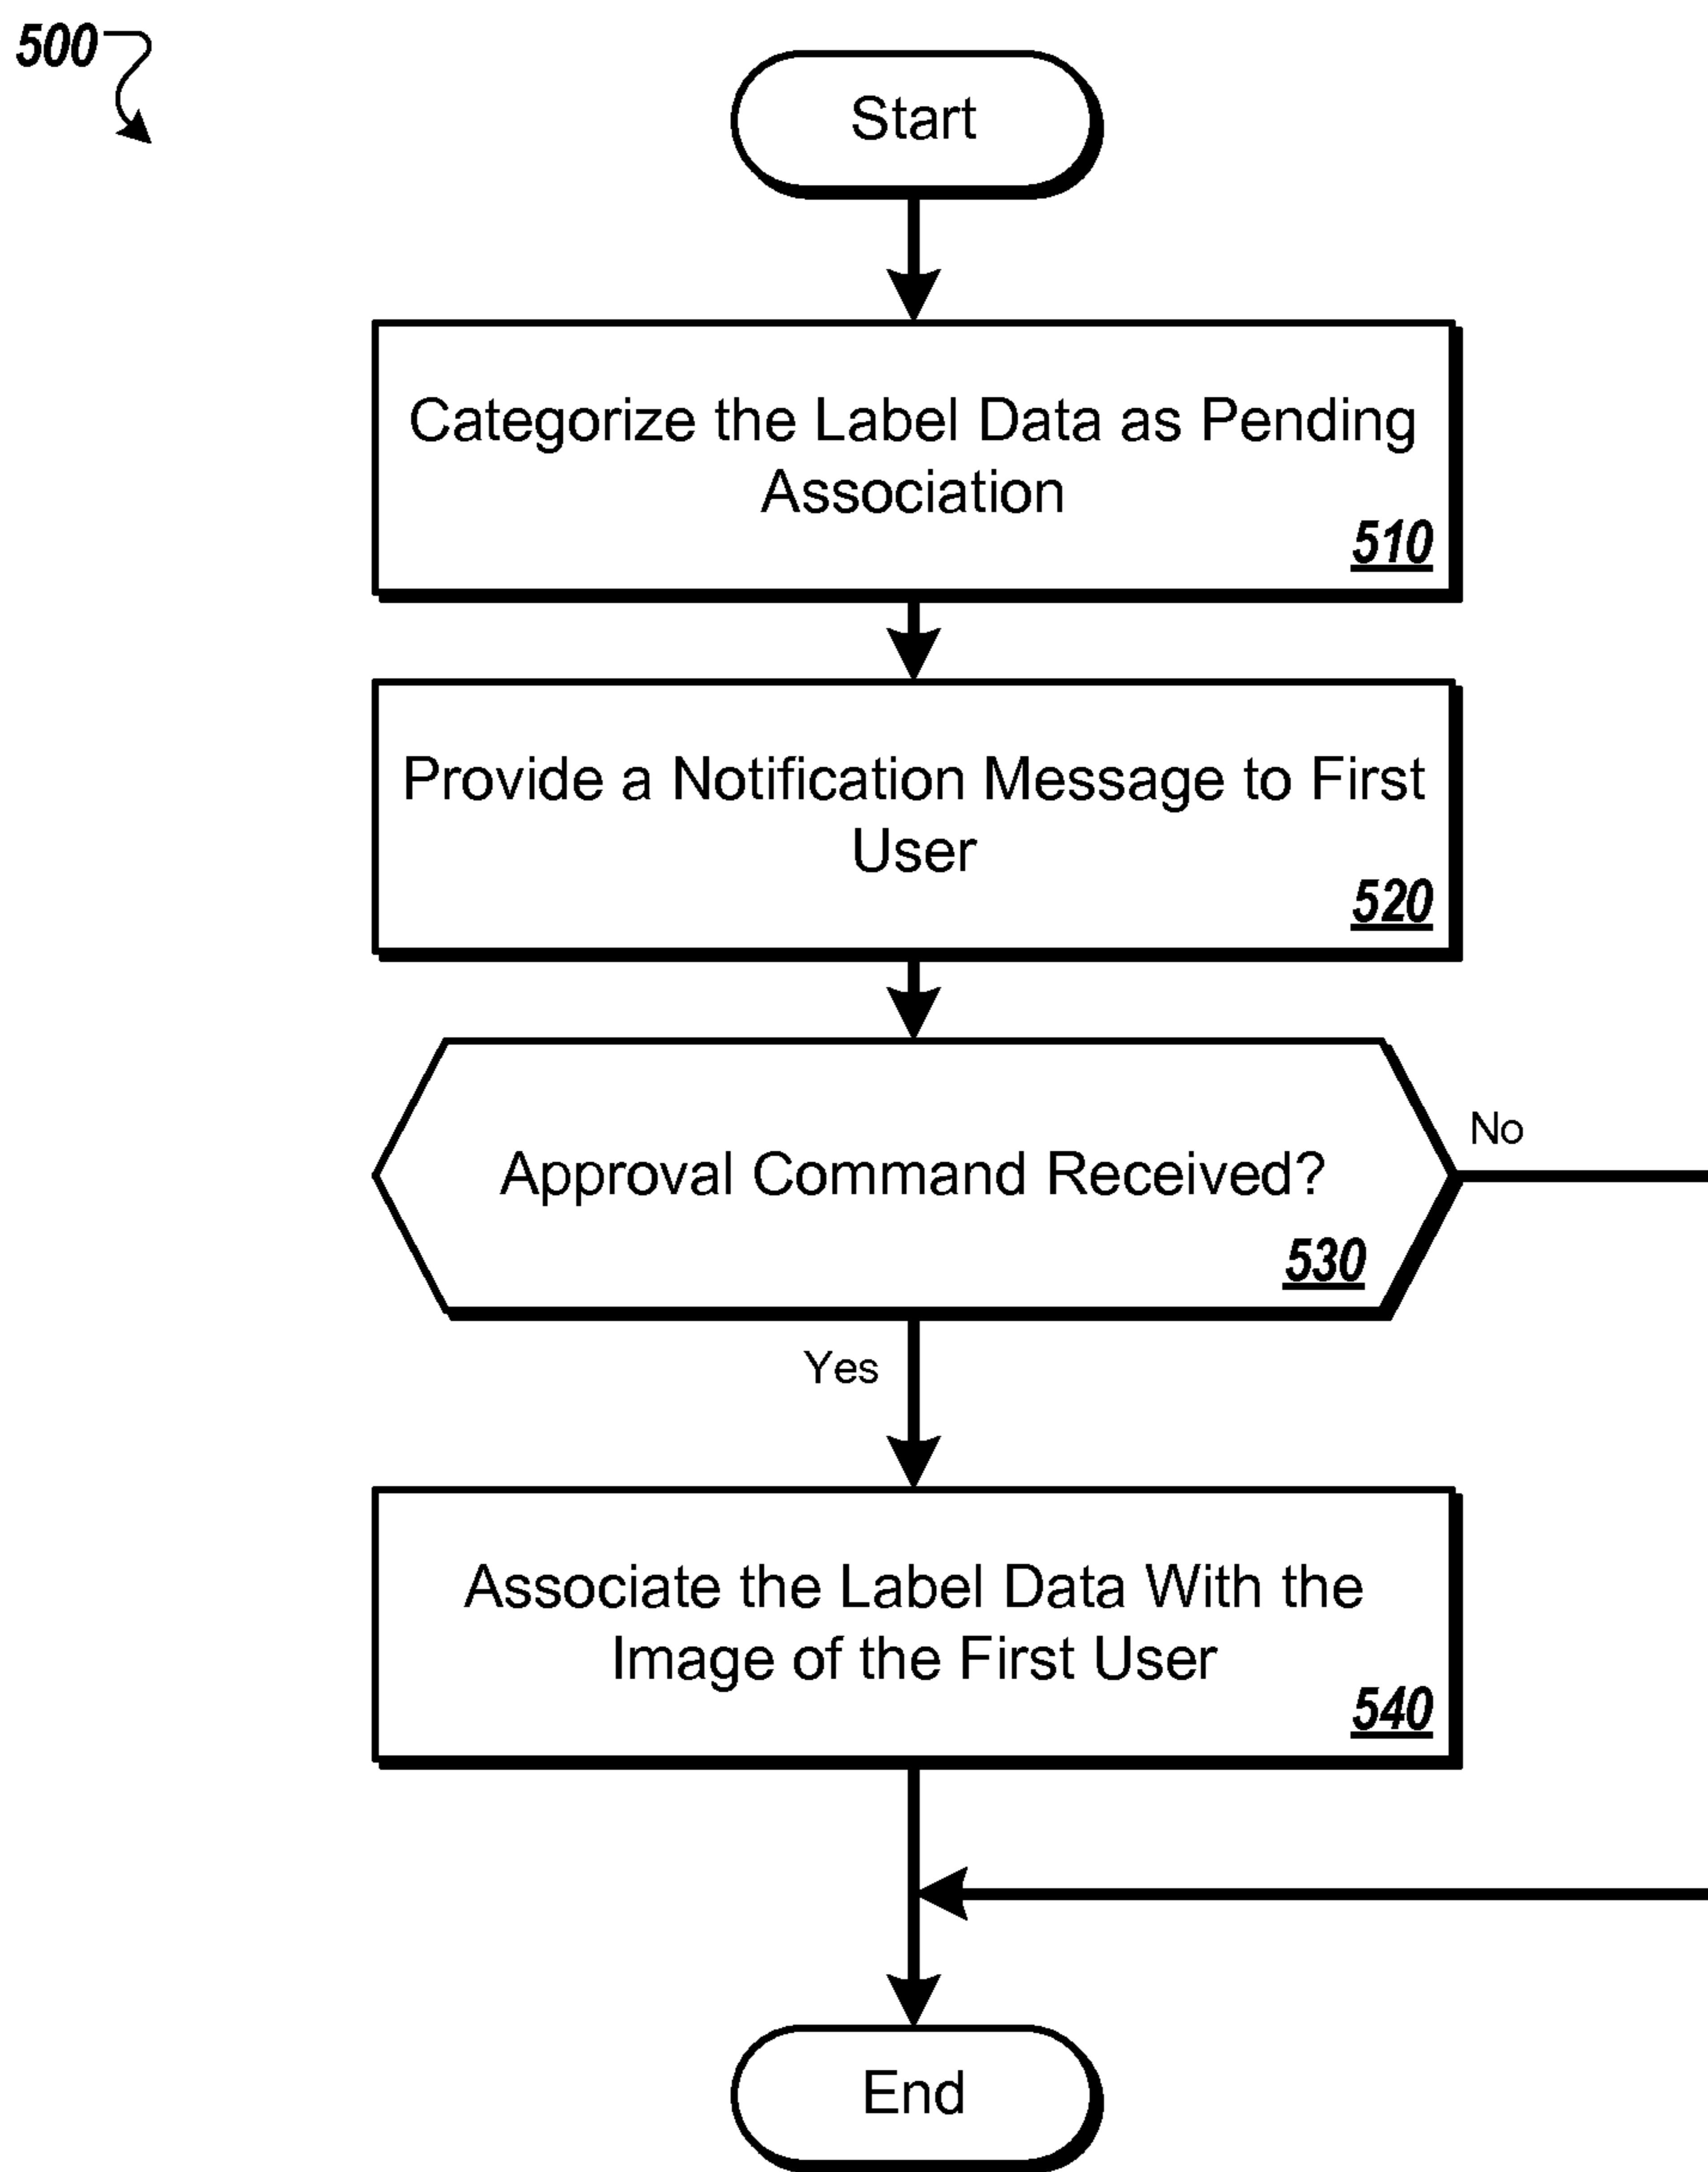 500
Start
Categorize the Label Data as Pending
Association
510
Provide a Notification Message to First
User
520
Approval Command Received?
530
No
Yes
Associate the Label Data With the
Image of the First User
540
End